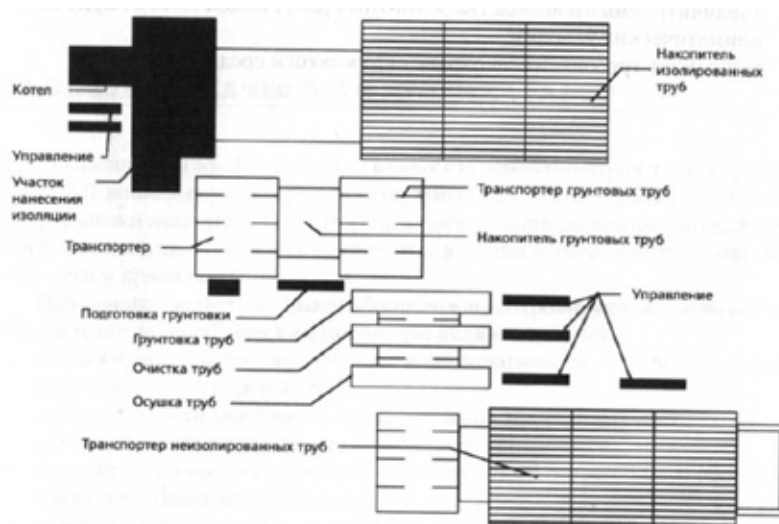 Котел
Управление
Участок
нанесения
изоляции
Транспортер
Накопитель
изолированных
труб
Транспортер грунтовых труб
Накопитель грунтовых труб
Подготовка грунтовки
Грунтовка труб
Очистка труб
Осушка труб
Управление
Транспортер неизолированных труб